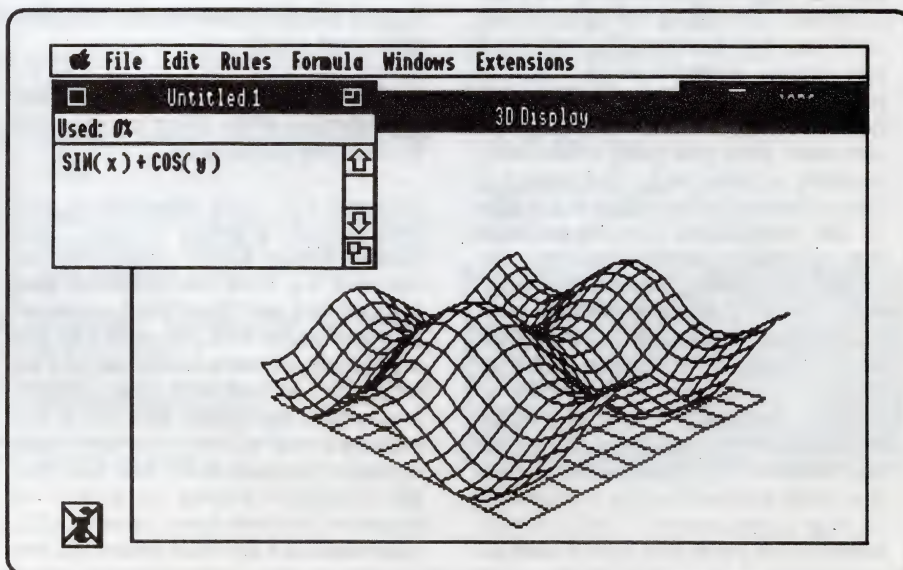 File Edit Rules Formula Windows Extensions
Untitled.1
3D Display
Used: 0%
SIN(x)+COS(y)